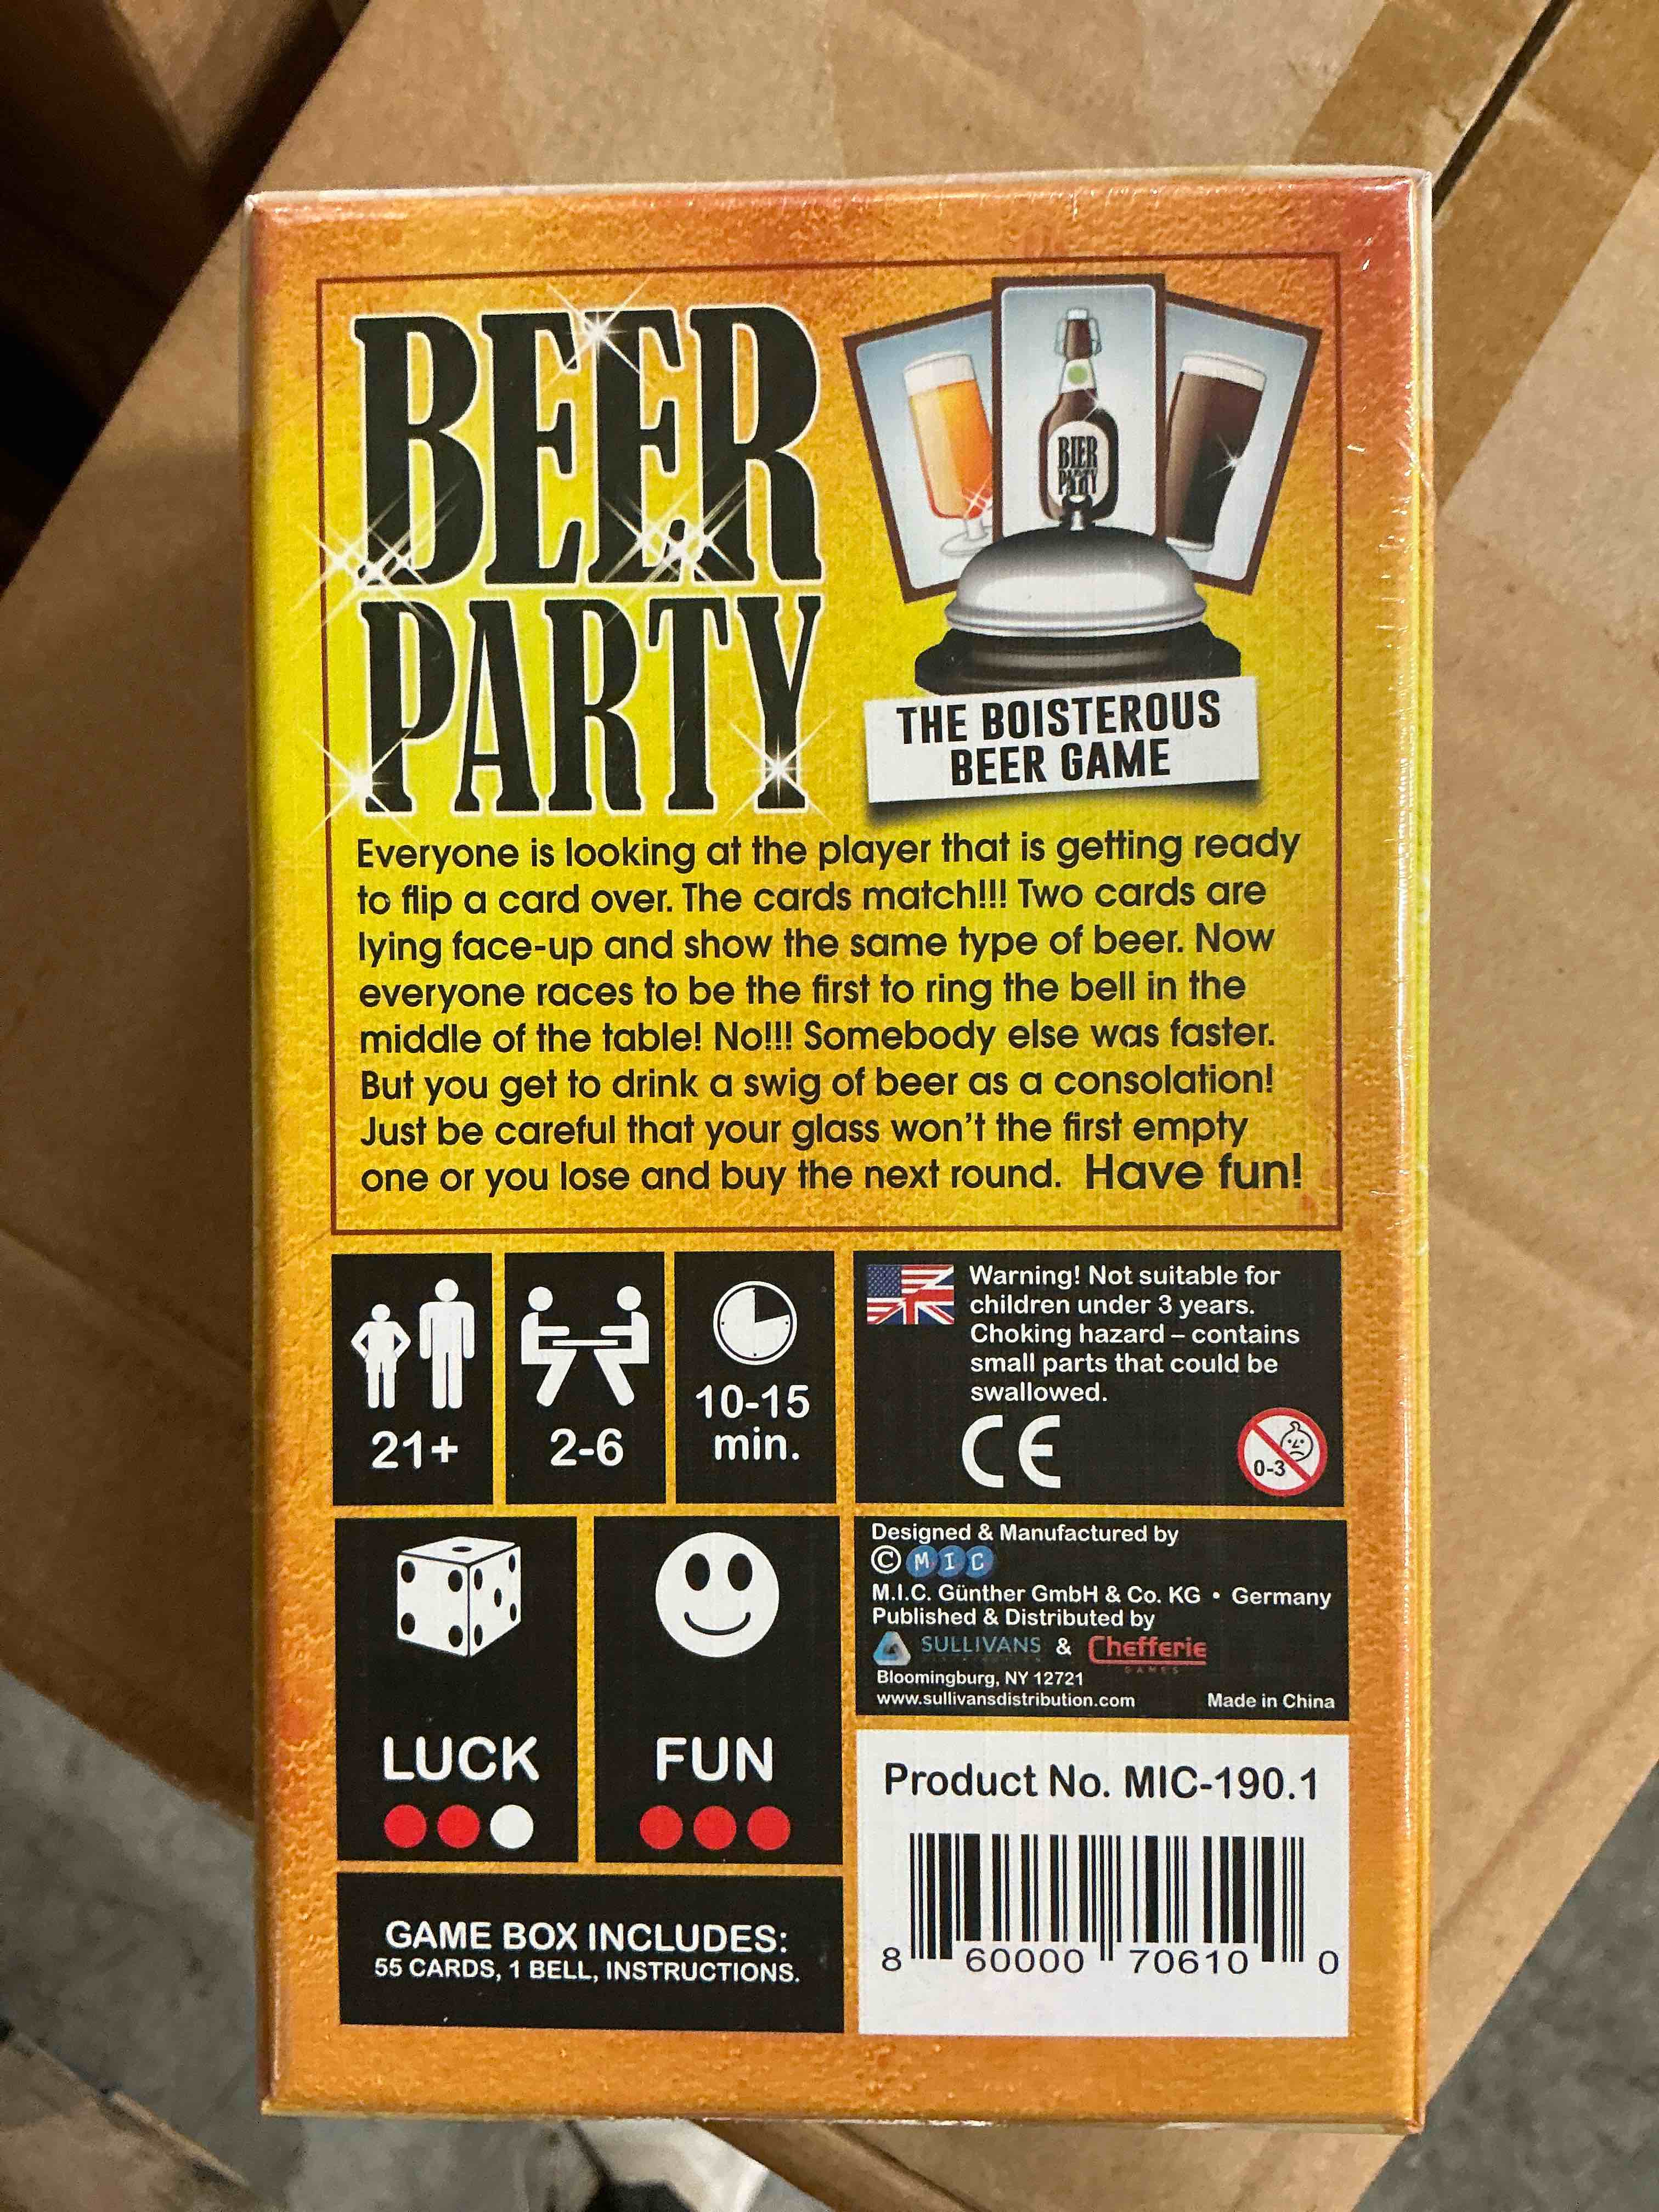 BEER
PARTY
BIER
PARTY
THE BOISTEROUS
BEER GAME
Everyone is looking at the player that is getting ready
to flip a card over. The cards match!!! Two cards are
lying face-up and show the same type of beer. Now
everyone races to be the first to ring the bell in the
middle of the table! No!!! Somebody else was faster.
But you get to drink a swig of beer as a consolation!
Just be careful that your glass won't the first empty
one or you lose and buy the next round. Have fun!
21+
2-6
10-15
min.
Warning! Not suitable for
children under 3 years.
Choking hazard – contains
small parts that could be
swallowed.
CE
0-3
Designed & Manufactured by
© MIC
M.I.C. Günther GmbH & Co. KG • Germany
Published & Distributed by
SULLIVANS & Chefferie
GAMES
Bloomingburg, NY 12721
www.sullivansdistribution.com Made in China
LUCK
FUN
Product No. MIC-190.1
8 60000 70610 0
GAME BOX INCLUDES:
55 CARDS, 1 BELL, INSTRUCTIONS.